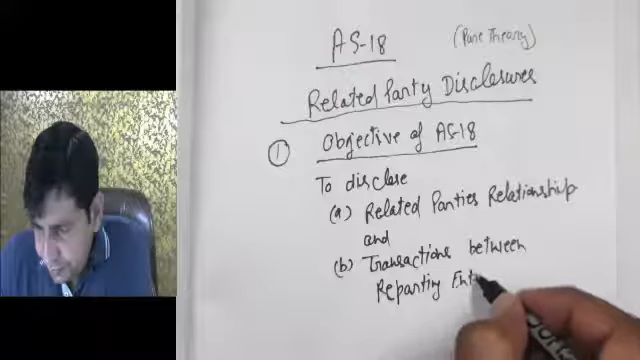 AS-18
(Pure Theory)
Related Party Disclosures
① Objective of AS-18
To disclose
(a) Related Parties Relationship
and
(b) Transactions between
Reporting Ent